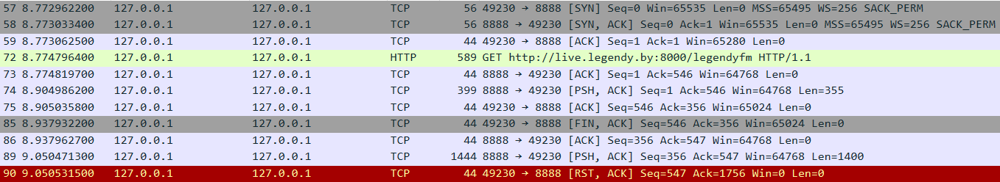 57 8.772962200 127.0.0.1 127.0.0.1 TCP 56 49230 → 8888 [SYN] Seq=0 Win=65535 Len=0 MSS=65495 WS=256 SACK_PERM
58 8.773033400 127.0.0.1 127.0.0.1 TCP 56 8888 → 49230 [SYN, ACK] Seq=0 Ack=1 Win=65535 Len=0 MSS=65495 WS=256 SACK_PERM
59 8.773062500 127.0.0.1 127.0.0.1 TCP 44 49230 → 8888 [ACK] Seq=1 Ack=1 Win=65280 Len=0
72 8.774796400 127.0.0.1 127.0.0.1 HTTP 589 GET http://live.legendy.by:8000/legendyfm HTTP/1.1
73 8.774819700 127.0.0.1 127.0.0.1 TCP 44 8888 → 49230 [ACK] Seq=1 Ack=546 Win=64768 Len=0
74 8.904986200 127.0.0.1 127.0.0.1 TCP 399 8888 → 49230 [PSH, ACK] Seq=1 Ack=546 Win=64768 Len=355
75 8.905035800 127.0.0.1 127.0.0.1 TCP 44 49230 → 8888 [ACK] Seq=546 Ack=356 Win=65024 Len=0
85 8.937932200 127.0.0.1 127.0.0.1 TCP 44 49230 → 8888 [FIN, ACK] Seq=546 Ack=356 Win=65024 Len=0
86 8.937962700 127.0.0.1 127.0.0.1 TCP 44 8888 → 49230 [ACK] Seq=356 Ack=547 Win=64768 Len=0
89 9.050471300 127.0.0.1 127.0.0.1 TCP 1444 8888 → 49230 [PSH, ACK] Seq=356 Ack=547 Win=64768 Len=1400
90 9.050531500 127.0.0.1 127.0.0.1 TCP 44 49230 → 8888 [RST, ACK] Seq=547 Ack=1756 Win=0 Len=0